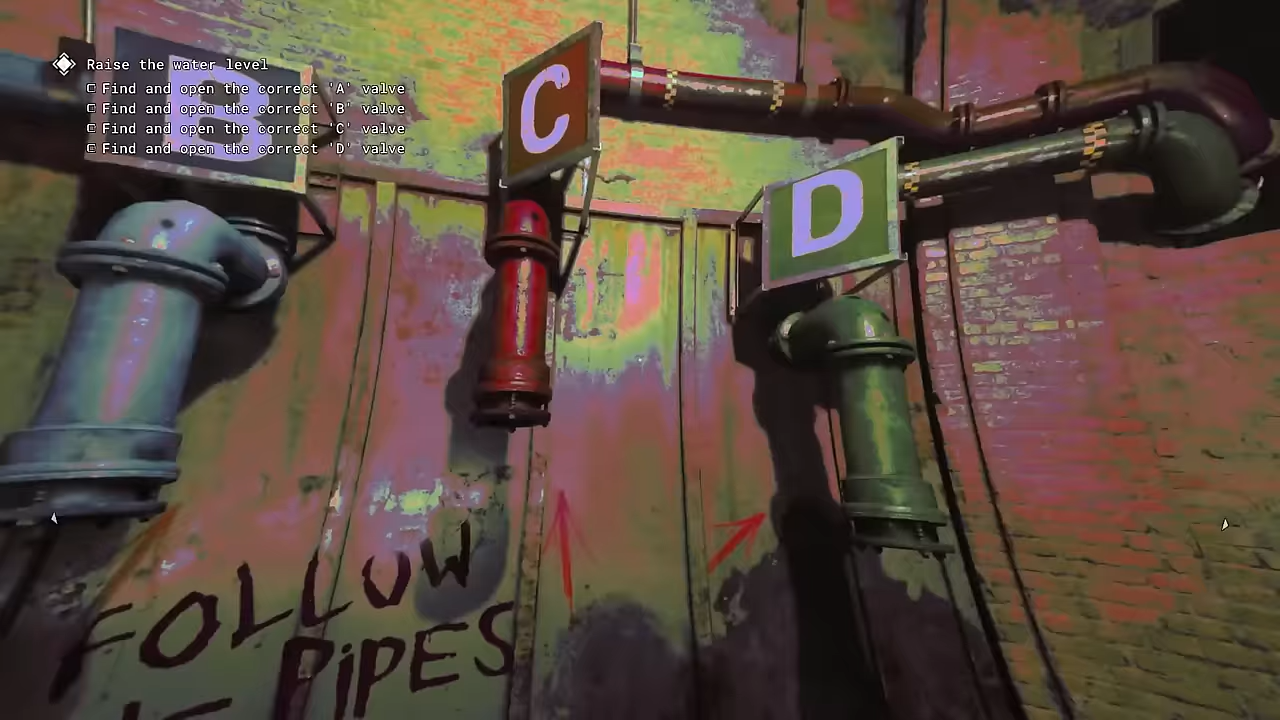 Raise the water level
Find and open the correct 'A' valve
Find and open the correct 'B' valve
Find and open the correct 'C' valve
Find and open the correct 'D' valve
B
C
D
FOLLOW
PiPES